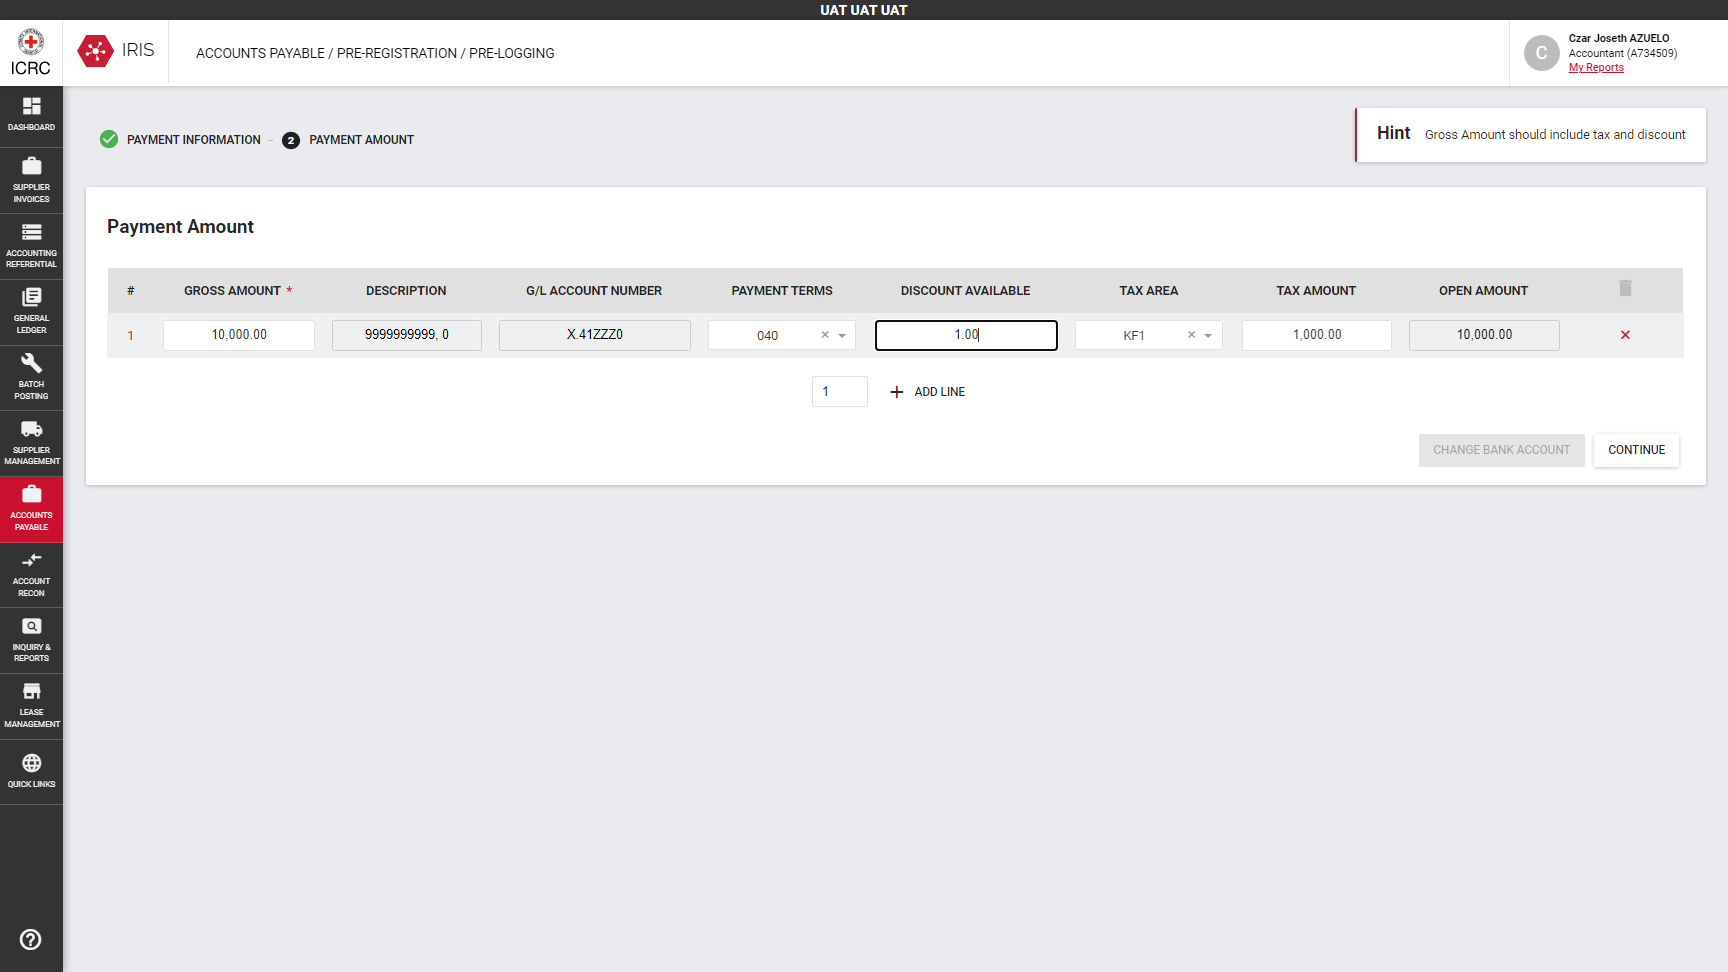 UAT UAT UAT
ICRC
IRIS
ACCOUNTS PAYABLE / PRE-REGISTRATION / PRE-LOGGING
C
Czar Joseth AZUELO
Accountant (A734509)
My Reports
DASHBOARD
SUPPLIER
INVOICES
ACCOUNTING
REFERENTIAL
GENERAL
LEDGER
BATCH
POSTING
SUPPLIER
MANAGEMENT
ACCOUNTS
PAYABLE
ACCOUNT
RECON
INQUIRY &
REPORTS
LEASE
MANAGEMENT
QUICK LINKS
PAYMENT INFORMATION – 2 PAYMENT AMOUNT
Hint Gross Amount should include tax and discount
Payment Amount
# GROSS AMOUNT * DESCRIPTION G/L ACCOUNT NUMBER PAYMENT TERMS DISCOUNT AVAILABLE TAX AREA TAX AMOUNT OPEN AMOUNT
1 10,000.00 9999999999, 0 X.41ZZZ0 040 × 1.00 KF1 × 1,000.00 10,000.00
1 + ADD LINE
CHANGE BANK ACCOUNT CONTINUE